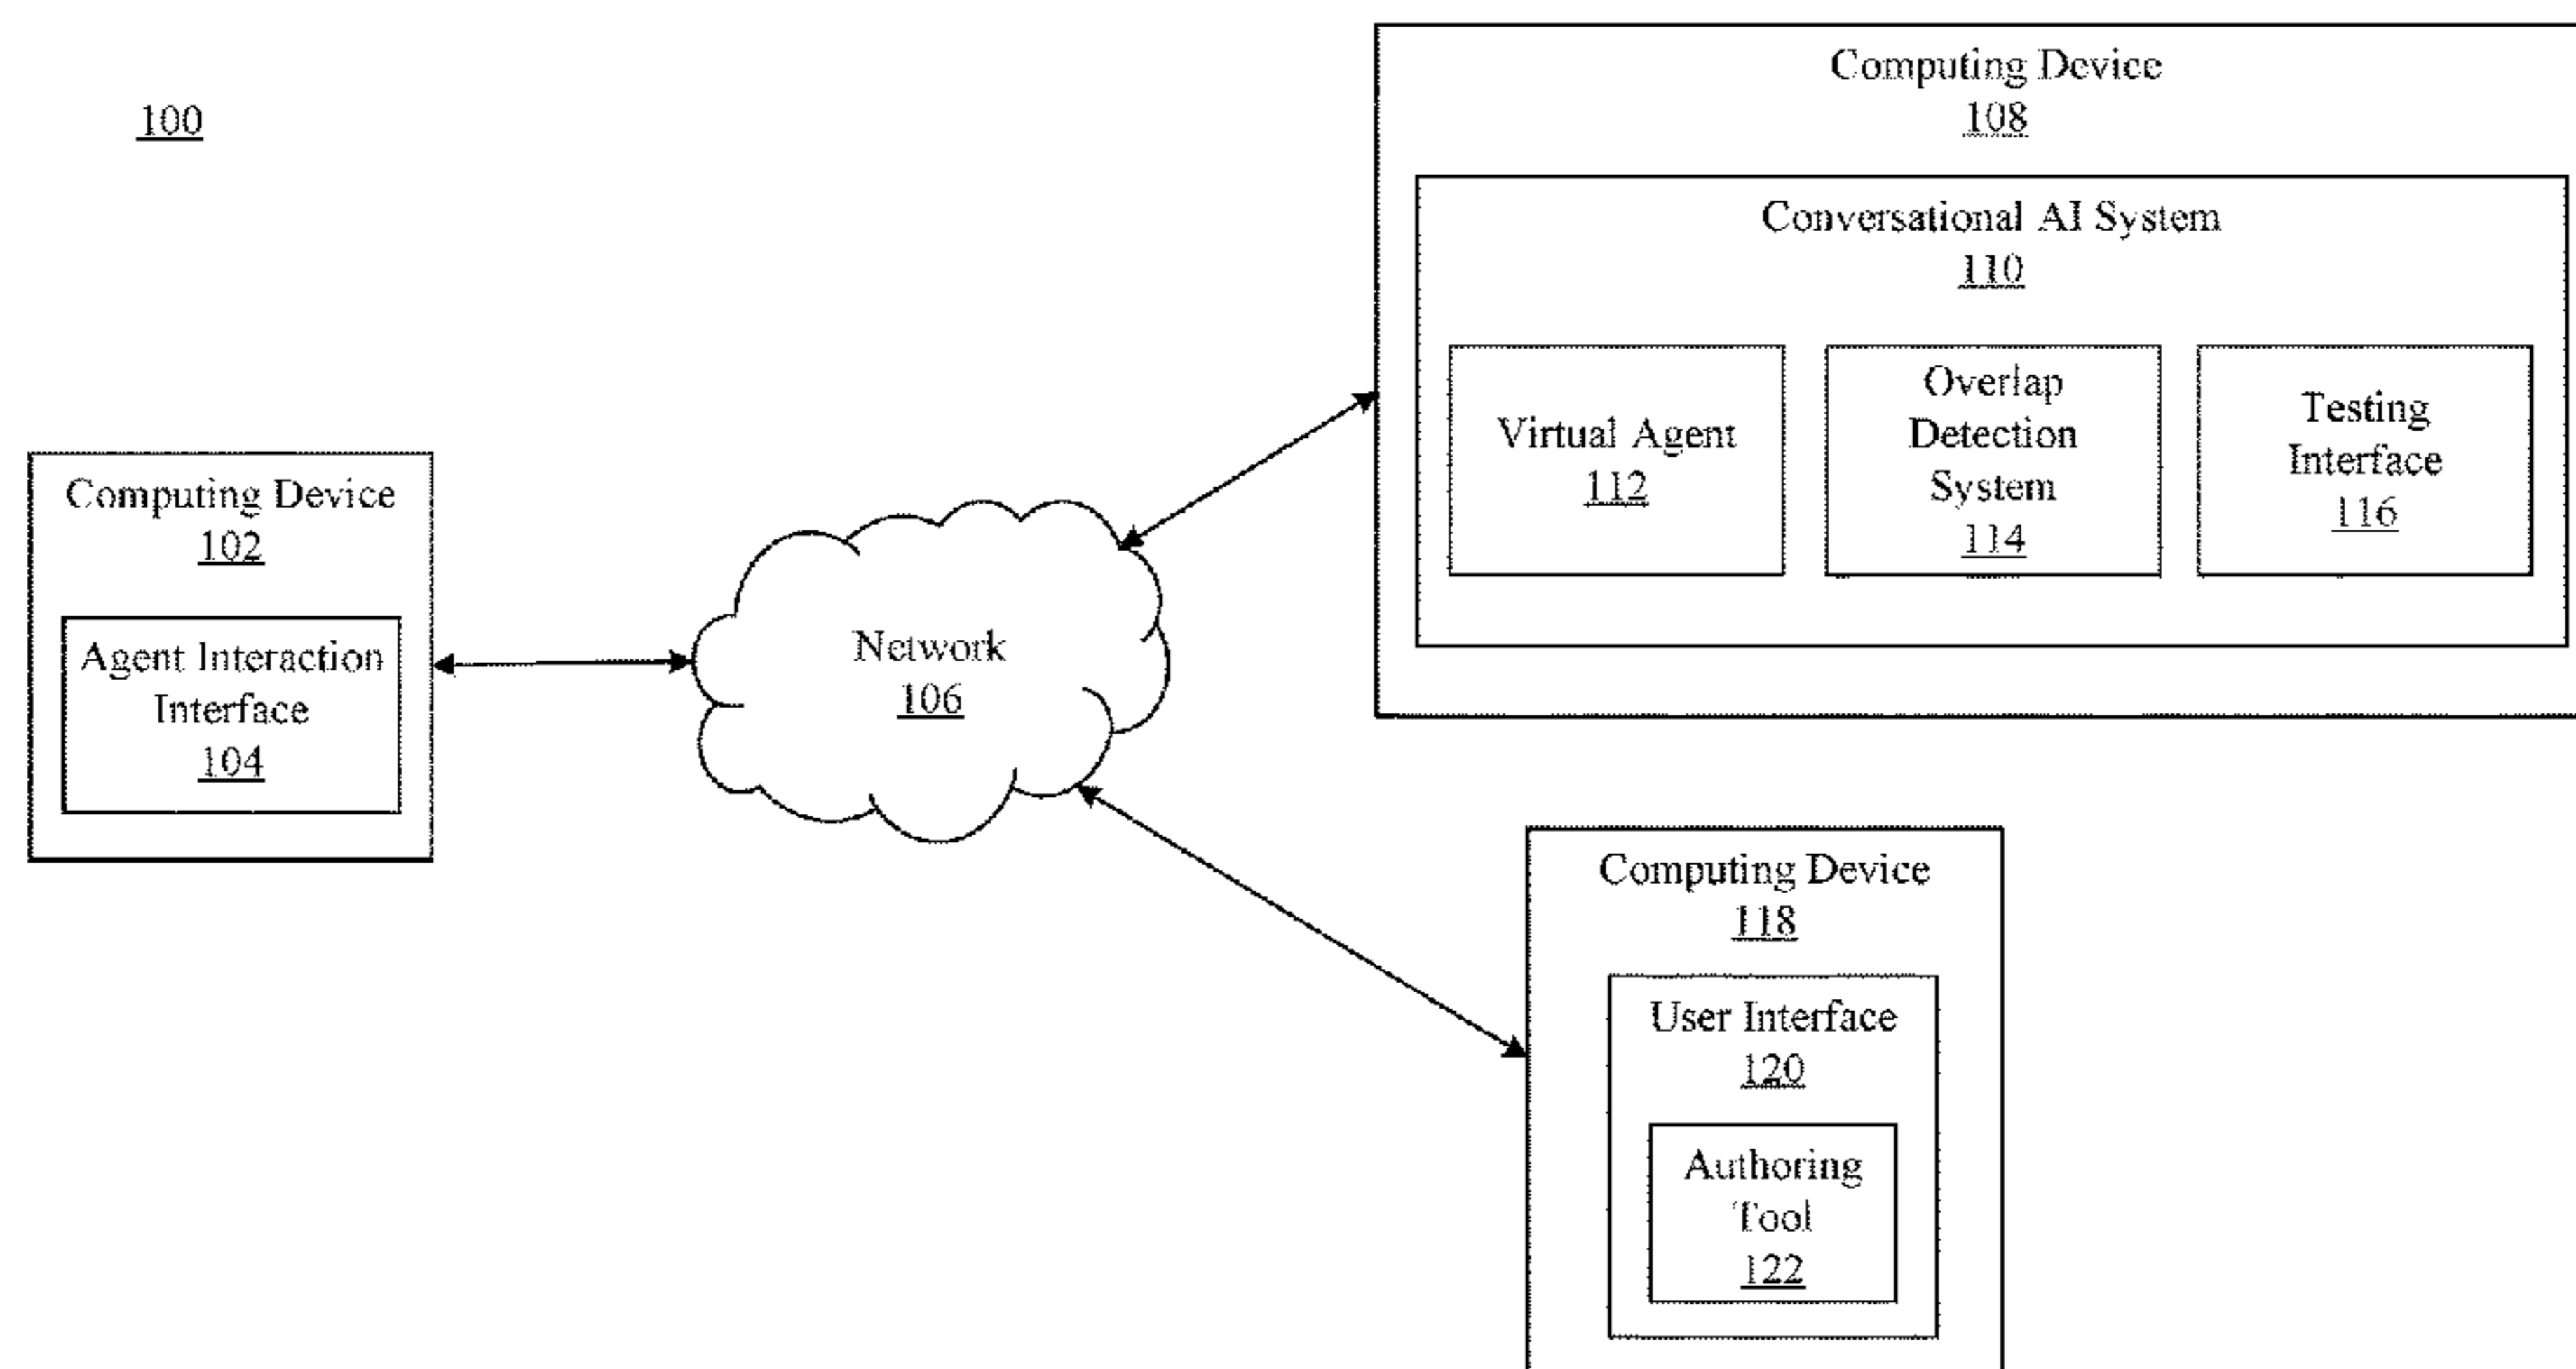 100
Computing Device
108
Conversational AI System
110
Virtual Agent
112
Overlap
Detection
System
114
Testing
Interface
116
Computing Device
102
Agent Interaction
Interface
104
Network
106
Computing Device
118
User Interface
120
Authoring
Tool
122